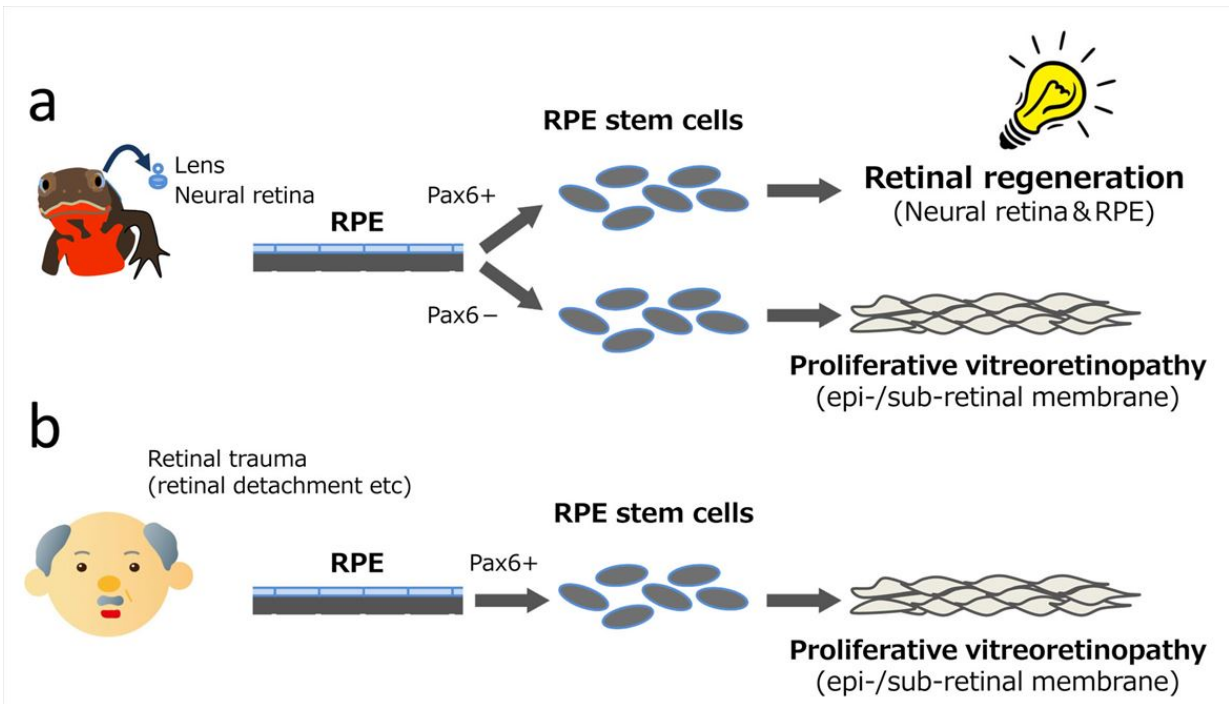 a
Lens
Neural retina
RPE
Pax6+
Pax6−
RPE stem cells
Retinal regeneration
(Neural retina & RPE)
Proliferative vitreoretinopathy
(epi-/sub-retinal membrane)
b
Retinal trauma
(retinal detachment etc)
RPE
Pax6+
RPE stem cells
Proliferative vitreoretinopathy
(epi-/sub-retinal membrane)